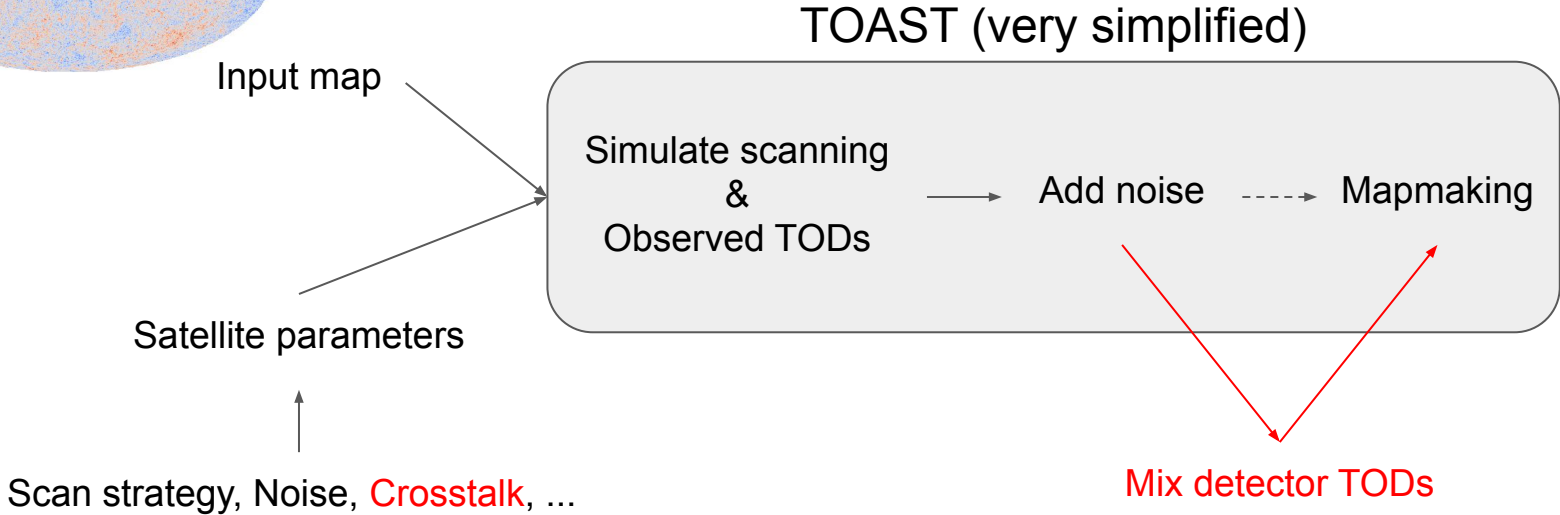 TOAST (very simplified)
Input map
Simulate scanning
&
Observed TODs
Add noise
Mapmaking
Satellite parameters
Scan strategy, Noise, Crosstalk, ...
Mix detector TODs